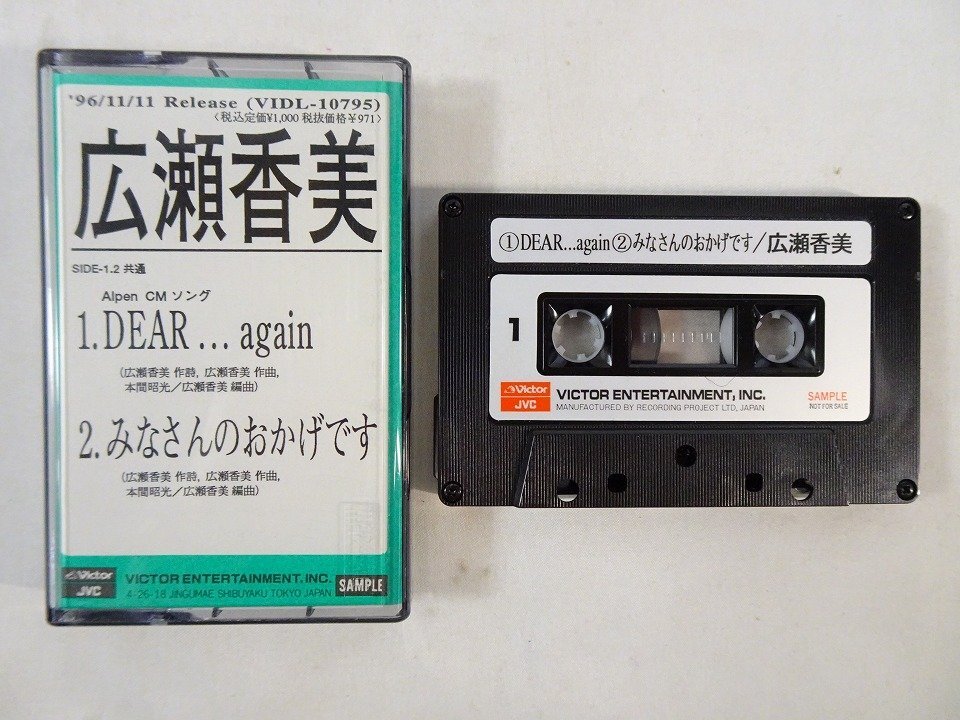 '96/11/11 Release (VIDL-10795)
〈税込定価¥1,000 税抜価格¥971〉
広瀬香美
SIDE-1.2 共通
Alpen CM ソング
1.DEAR... again
(広瀬香美 作詩, 広瀬香美 作曲,
本間昭光/広瀬香美 編曲)
2.みなさんのおかげです
(広瀬香美 作詩, 広瀬香美 作曲,
本間昭光/広瀬香美 編曲)
Victor
JVC
VICTOR ENTERTAINMENT, INC.
4-26-18 JINGUMAE SHIBUYAKU TOKYO JAPAN
SAMPLE
①DEAR...again②みなさんのおかげです/広瀬香美
1
Victor
JVC
VICTOR ENTERTAINMENT, INC.
MANUFACTURED BY RECORDING PROJECT LTD, JAPAN
SAMPLE
NOT FOR SALE